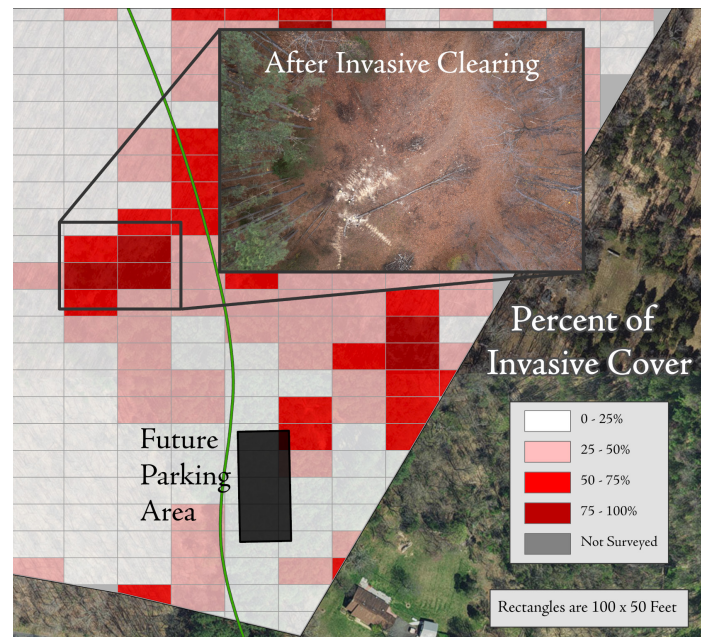 After Invasive Clearing
Percent of
Invasive Cover
0 - 25%
25 - 50%
50 - 75%
75 - 100%
Not Surveyed
Future
Parking
Area
Rectangles are 100 x 50 Feet